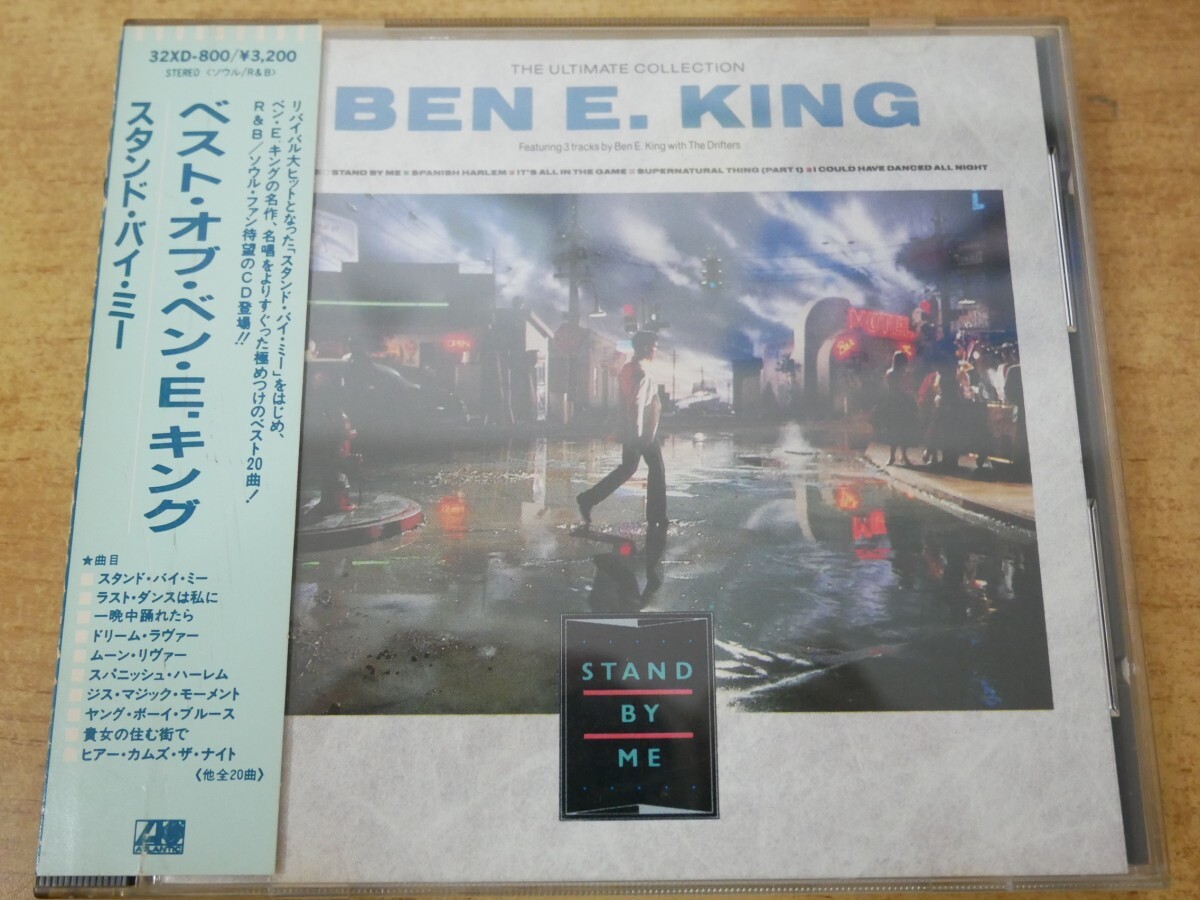 32XD-800/¥3,200
STEREO〈ソウル/R&B〉
リバイバル大ヒットとなった「スタンド・バイ・ミー」をはじめ、
ベン・E.キングの名作、名唱をよりすぐった極めつけのベスト20曲!
R&B/ソウル・ファン待望のCD登場!!
ベスト・オブ・ベン・E.キング
スタンド・バイ・ミー
★曲目
スタンド・バイ・ミー
ラスト・ダンスは私に
一晩中踊れたら
ドリーム・ラヴァー
ムーン・リヴァー
スパニッシュ・ハーレム
ジス・マジック・モーメント
ヤング・ボーイ・ブルース
貴女の住む街で
ヒアー・カムズ・ザ・ナイト
《他全20曲》
ATLANTIC
THE ULTIMATE COLLECTION
BEN E. KING
Featuring 3 tracks by Ben E. King with The Drifters
STAND BY ME SPANISH HARLEM IT'S ALL IN THE GAME SUPERNATURAL THING (PART 1) I COULD HAVE DANCED ALL NIGHT
OPEN
STAND
BY
ME